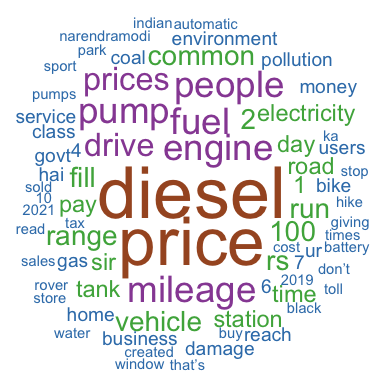 indian automatic
narendramodi environment
park coal common pollution
sport prices people money
pumps pump fuel 2 electricity
service class
govt 4 drive engine day users
ka
hai fill road stop
sold diesel 1 bike
10 pay run hike
2021
read tax range price 100 giving
times
sales gas sir rs cost ur battery
7 don't
rover tank mileage 6 time 2019 toll
store black
home vehicle station
water business buy reach
created damage
window that's